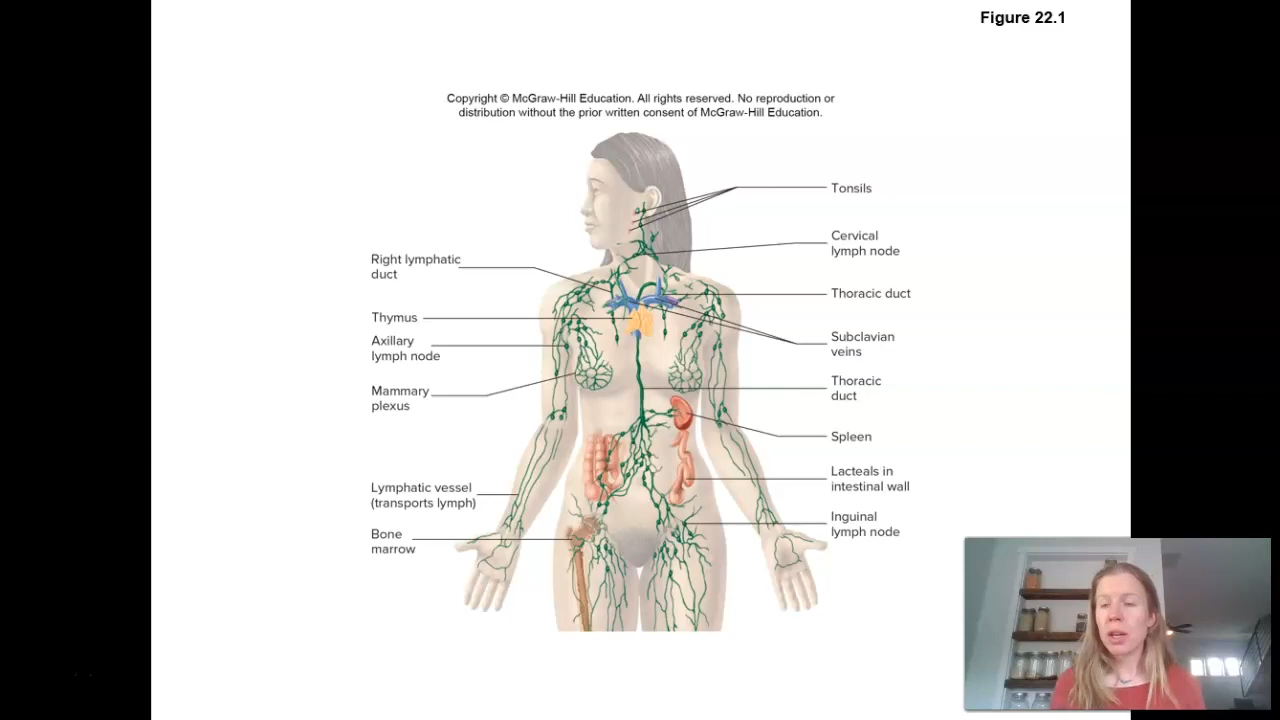 Figure 22.1
Copyright © McGraw-Hill Education. All rights reserved. No reproduction or
distribution without the prior written consent of McGraw-Hill Education.
Right lymphatic
duct
Thymus
Axillary
lymph node
Mammary
plexus
Lymphatic vessel
(transports lymph)
Bone
marrow
Tonsils
Cervical
lymph node
Thoracic duct
Subclavian
veins
Thoracic
duct
Spleen
Lacteals in
intestinal wall
Inguinal
lymph node